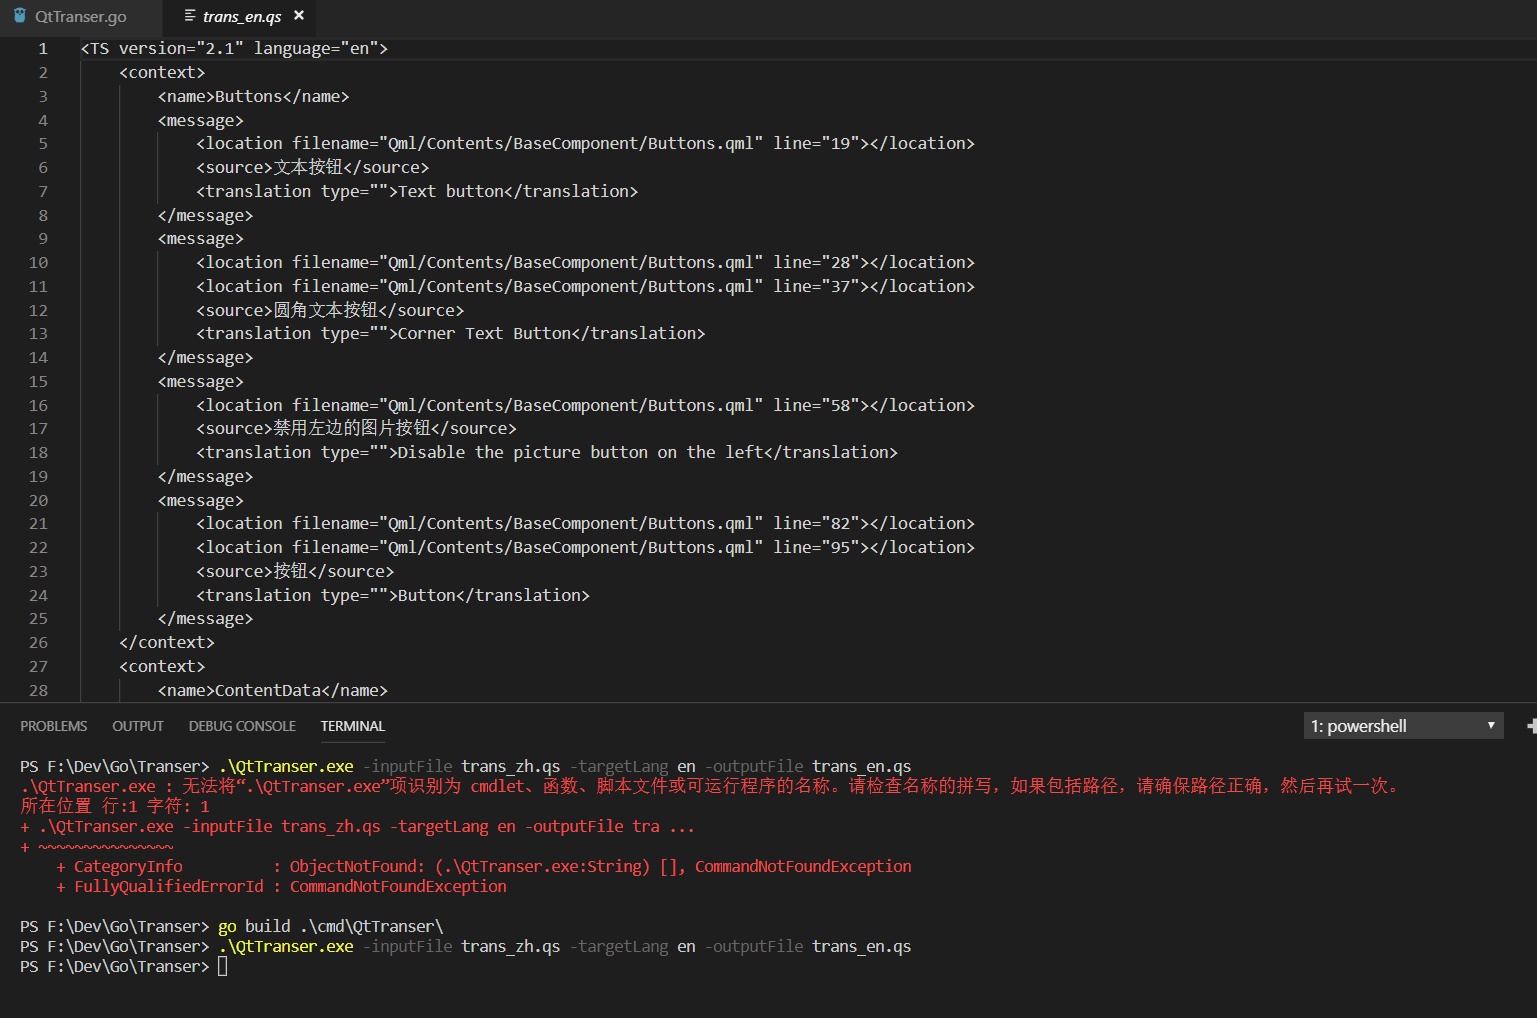 QtTranser.go
trans_en.qs ×
1 <TS version="2.1" language="en">
2 <context>
3 <name>Buttons</name>
4 <message>
5 <location filename="Qml/Contents/BaseComponent/Buttons.qml" line="19"></location>
6 <source>文本按钮</source>
7 <translation type="">Text button</translation>
8 </message>
9 <message>
10 <location filename="Qml/Contents/BaseComponent/Buttons.qml" line="28"></location>
11 <location filename="Qml/Contents/BaseComponent/Buttons.qml" line="37"></location>
12 <source>圆角文本按钮</source>
13 <translation type="">Corner Text Button</translation>
14 </message>
15 <message>
16 <location filename="Qml/Contents/BaseComponent/Buttons.qml" line="58"></location>
17 <source>禁用左边的图片按钮</source>
18 <translation type="">Disable the picture button on the left</translation>
19 </message>
20 <message>
21 <location filename="Qml/Contents/BaseComponent/Buttons.qml" line="82"></location>
22 <location filename="Qml/Contents/BaseComponent/Buttons.qml" line="95"></location>
23 <source>按钮</source>
24 <translation type="">Button</translation>
25 </message>
26 </context>
27 <context>
28 <name>ContentData</name>
PROBLEMS OUTPUT DEBUG CONSOLE TERMINAL 1: powershell
PS F:\Dev\Go\Transer> .\QtTranser.exe -inputFile trans_zh.qs -targetLang en -outputFile trans_en.qs
.\QtTranser.exe : 无法将“.\QtTranser.exe”项识别为 cmdlet、函数、脚本文件或可运行程序的名称。请检查名称的拼写，如果包括路径，请确保路径正确，然后再试一次。
所在位置 行:1 字符: 1
+ .\QtTranser.exe -inputFile trans_zh.qs -targetLang en -outputFile tra ...
+ ~~~~~~~~~~~~~~~
+ CategoryInfo : ObjectNotFound: (.\QtTranser.exe:String) [], CommandNotFoundException
+ FullyQualifiedErrorId : CommandNotFoundException
PS F:\Dev\Go\Transer> go build .\cmd\QtTranser\
PS F:\Dev\Go\Transer> .\QtTranser.exe -inputFile trans_zh.qs -targetLang en -outputFile trans_en.qs
PS F:\Dev\Go\Transer>